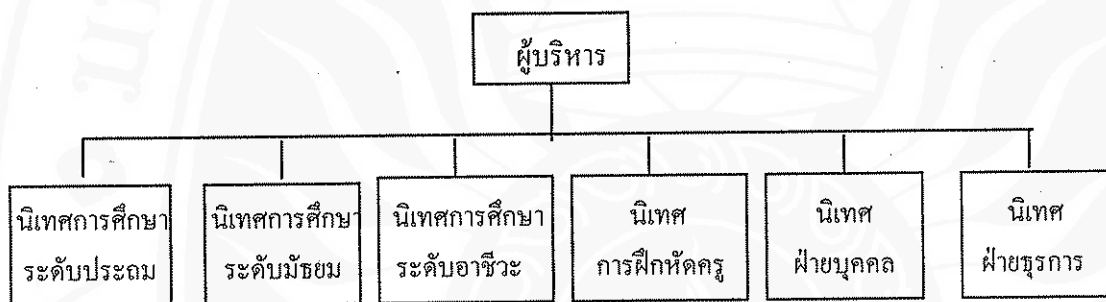 ผู้บริหาร
นิเทศการศึกษา
ระดับประถม
นิเทศการศึกษา
ระดับมัธยม
นิเทศการศึกษา
ระดับอาชีวะ
นิเทศ
การฝึกหัดครู
นิเทศ
ฝ่ายบุคคล
นิเทศ
ฝ่ายธุรการ